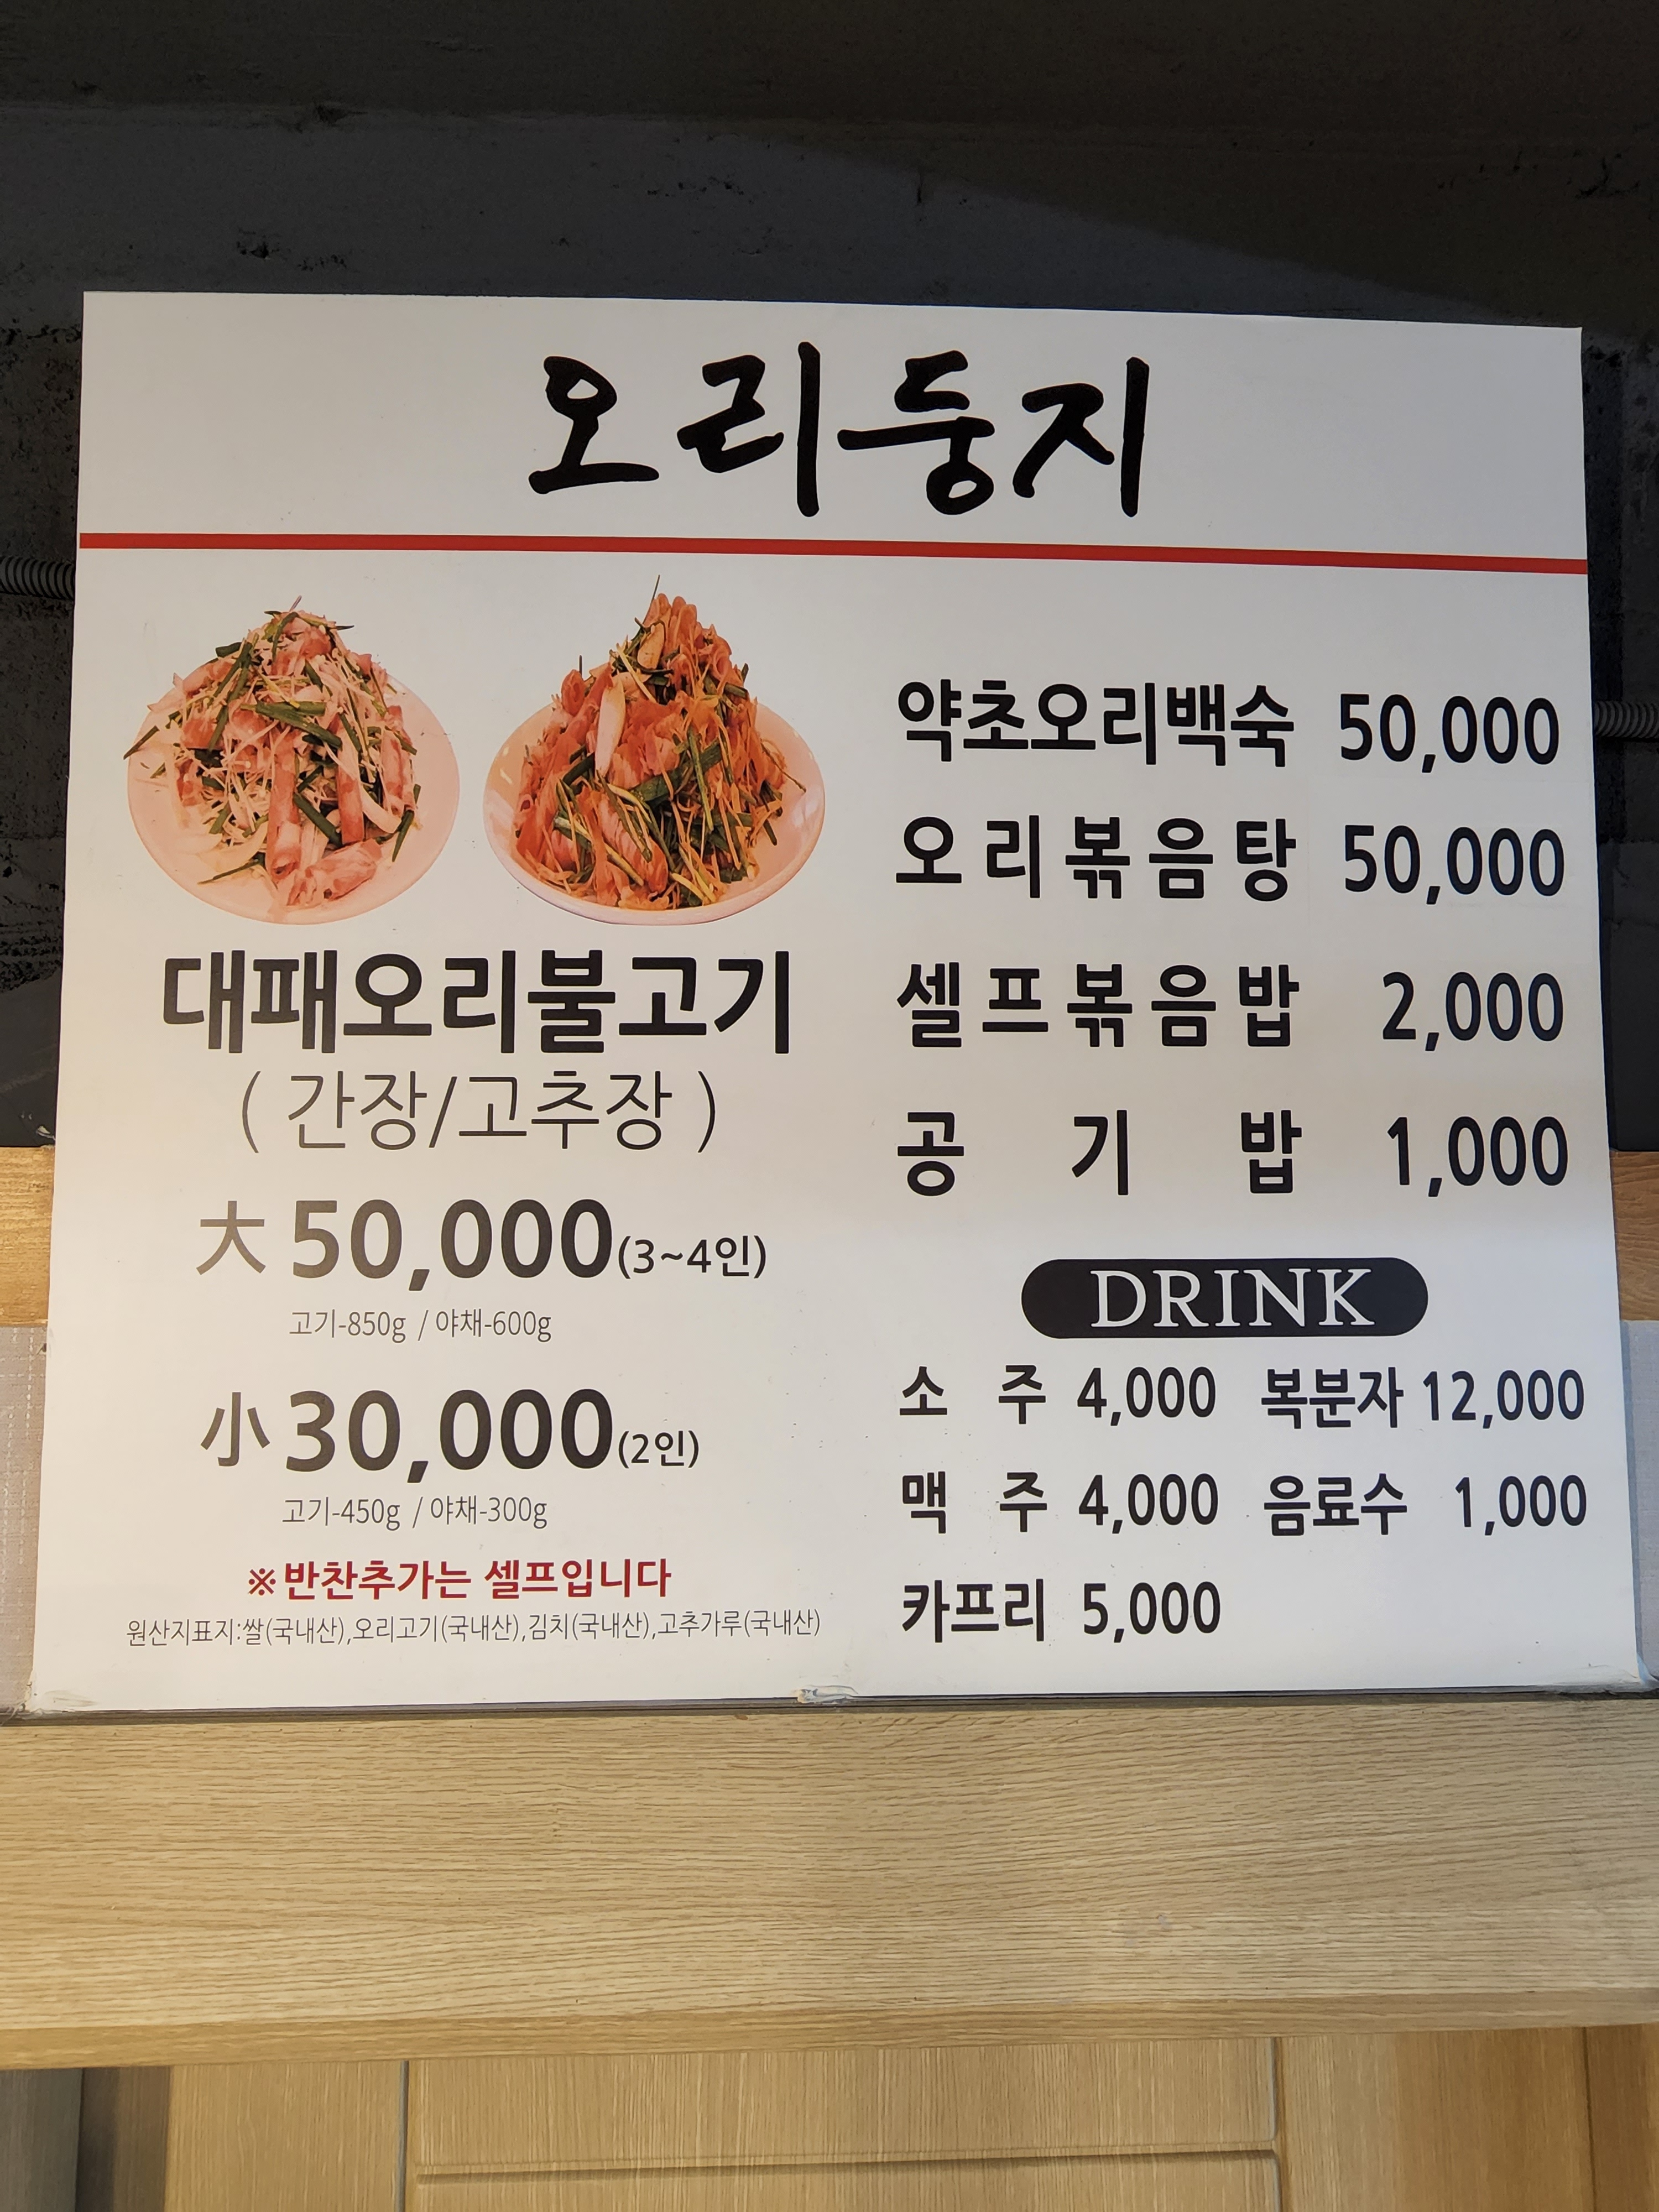 오리둥지
대패오리불고기
( 간장/고추장 )
大 50,000(3~4인)
고기-850g / 야채-600g
小 30,000(2인)
고기-450g / 야채-300g
※반찬추가는 셀프입니다
원산지표지:쌀(국내산),오리고기(국내산),김치(국내산),고추가루(국내산)
약초오리백숙 50,000
오리볶음탕 50,000
셀프볶음밥 2,000
공기밥 1,000
DRINK
소주 4,000 복분자 12,000
맥주 4,000 음료수 1,000
카프리 5,000